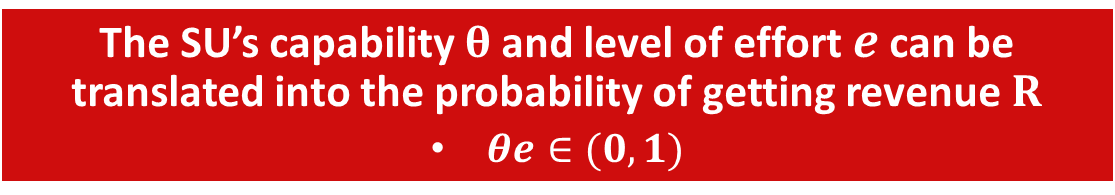 The SU’s capability θ and level of effort e can be
translated into the probability of getting revenue R
• θe ∈ (0, 1)